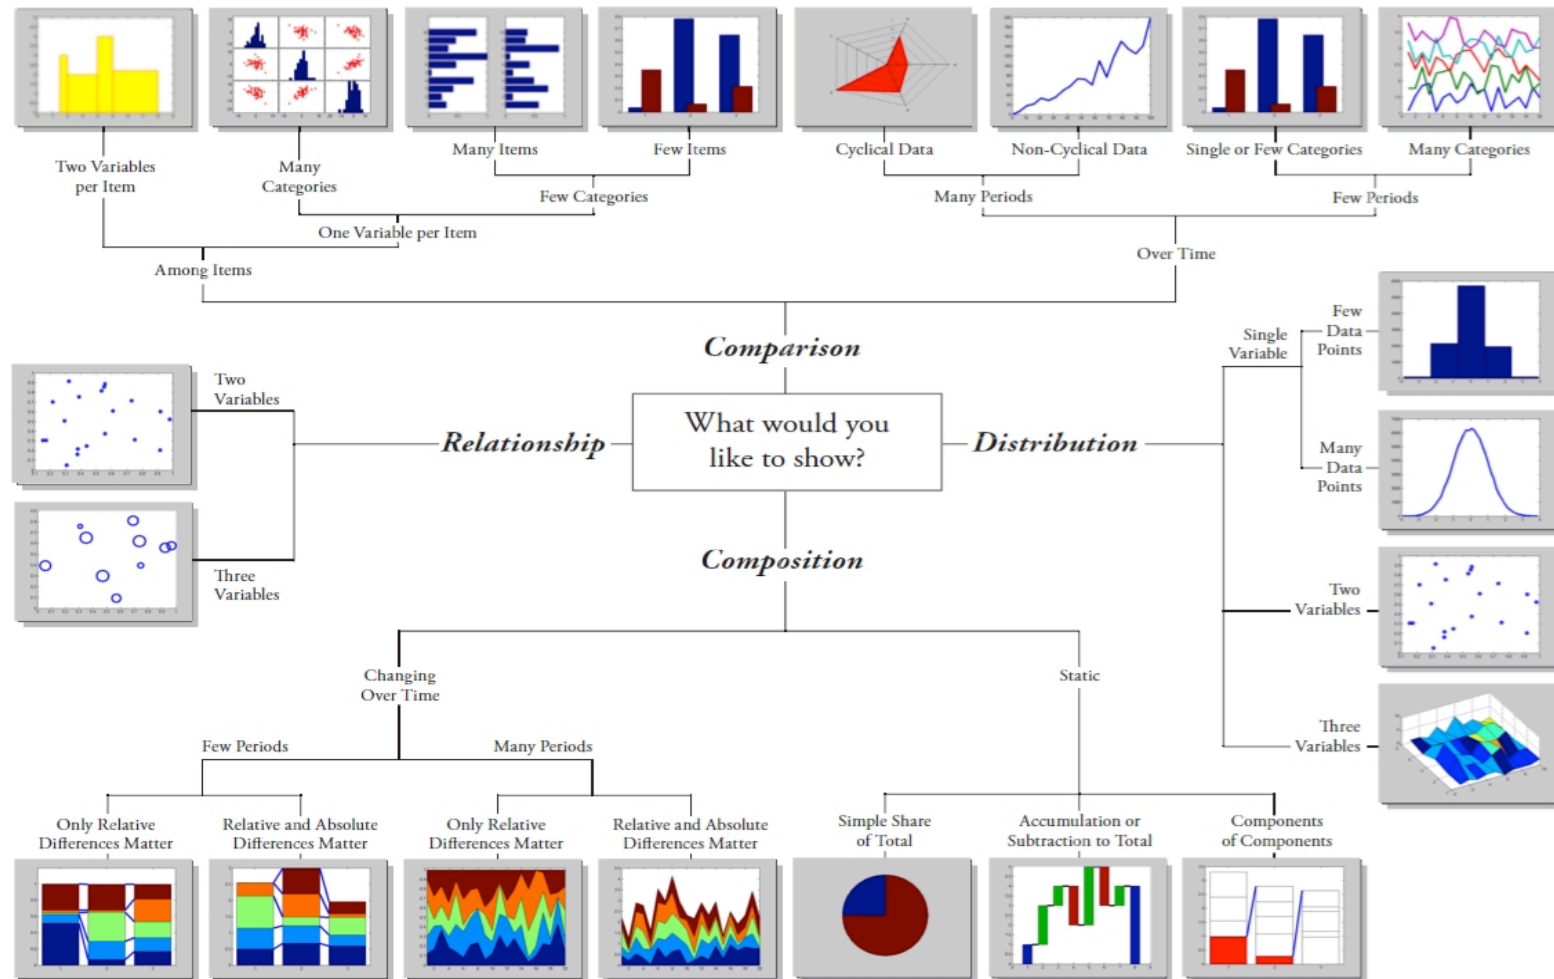 Two Variables
per Item
Many
Categories
Many Items
Few Items
Cyclical Data
Non-Cyclical Data
Single or Few Categories
Many Categories
Few Categories
Many Periods
Few Periods
One Variable per Item
Over Time
Among Items
Comparison
Single
Variable
Few
Data
Points
Two
Variables
What would you
like to show?
Relationship
Distribution
Many
Data
Points
Three
Variables
Composition
Two
Variables
Changing
Over Time
Static
Three
Variables
Few Periods
Many Periods
Only Relative
Differences Matter
Relative and Absolute
Differences Matter
Only Relative
Differences Matter
Relative and Absolute
Differences Matter
Simple Share
of Total
Accumulation or
Subtraction to Total
Components
of Components